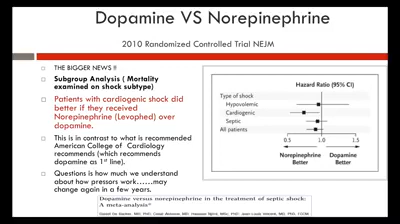 Dopamine VS Norepinephrine
2010 Randomized Controlled Trial NEJM
THE BIGGER NEWS !!
Subgroup Analysis ( Mortality
examined on shock subtype)
Patients with cardiogenic shock did
better if they received
Norepinephrine (Levophed) over
dopamine.
This is in contrast to what is recommended
American College of Cardiology
recommends (which recommends
dopamine as 1st line).
Questions is how much we understand
about how pressors work……may
change again in a few years.
Hazard Ratio (95% CI)
Type of shock
Hypovolemic
Cardiogenic
Septic
All patients
0.5 1.0 1.5
Norepinephrine Dopamine
Better Better
Dopamine versus norepinephrine in the treatment of septic shock:
A meta-analysis*